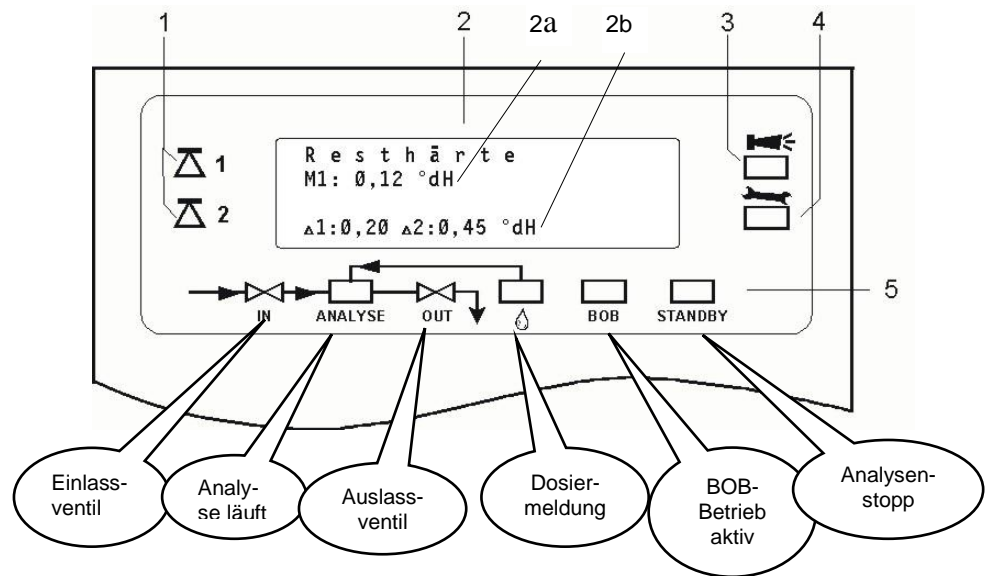 1
2
2a
2b
3
4
R e s t h ä r t e
M1: 0,12 °dH
1
2
▵1:0,20 ▵2:0,45 °dH
5
IN
ANALYSE
OUT
BOB
STANDBY
Einlass-
ventil
Analy-
se läuft
Auslass-
ventil
Dosier-
meldung
BOB-
Betrieb
aktiv
Analysen-
stopp